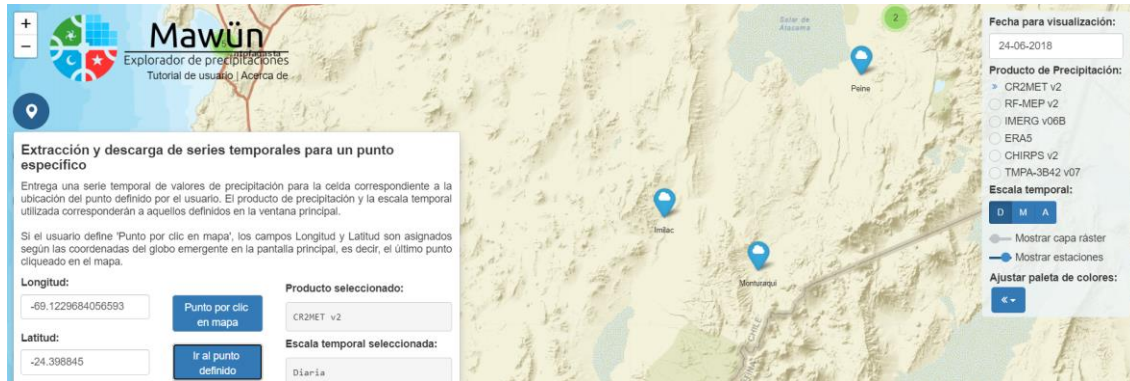 +
−
Mawün
Explorador de precipitaciones
Tutorial de usuario | Acerca de
Extracción y descarga de series temporales para un punto
específico
Entrega una serie temporal de valores de precipitación para la celda correspondiente a la
ubicación del punto definido por el usuario. El producto de precipitación y la escala temporal
utilizada corresponderán a aquellos definidos en la ventana principal.
Si el usuario define 'Punto por clic en mapa', los campos Longitud y Latitud son asignados
según las coordenadas del globo emergente en la pantalla principal, es decir, el último punto
cliqueado en el mapa.
Longitud:
-69.1229684056593
Latitud:
-24.398845
Punto por clic
en mapa
Ir al punto
definido
Producto seleccionado:
CR2MET v2
Escala temporal seleccionada:
Diaria
Salar de
Atacama
2
Peine
Imilac
Monturaqui
CHILE
Fecha para visualización:
24-06-2018
Producto de Precipitación:
CR2MET v2
RF-MEP v2
IMERG v06B
ERA5
CHIRPS v2
TMPA-3B42 v07
Escala temporal:
D M A
Mostrar capa ráster
Mostrar estaciones
Ajustar paleta de colores:
«